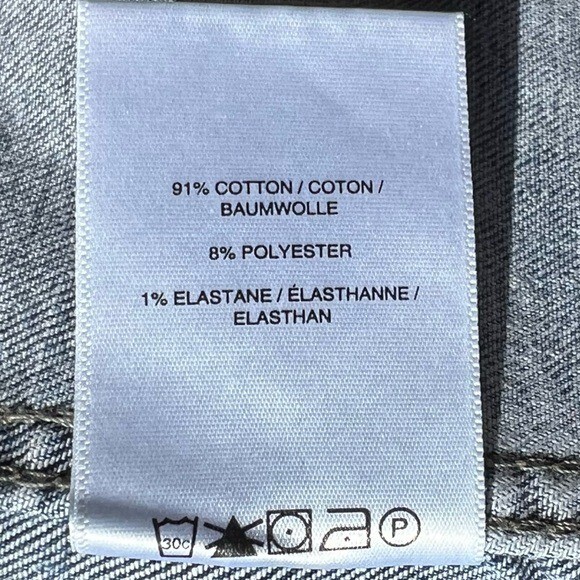 91% COTTON / COTON /
BAUMWOLLE
8% POLYESTER
1% ELASTANE / ÉLASTHANNE /
ELASTHAN
30c P